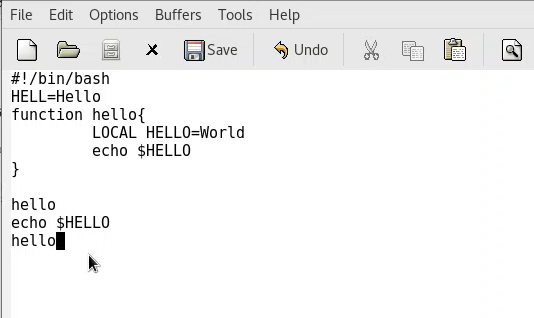 File Edit Options Buffers Tools Help
Save Undo
#!/bin/bash
HELL=Hello
function hello{
LOCAL HELLO=World
echo $HELLO
}
hello
echo $HELLO
hello